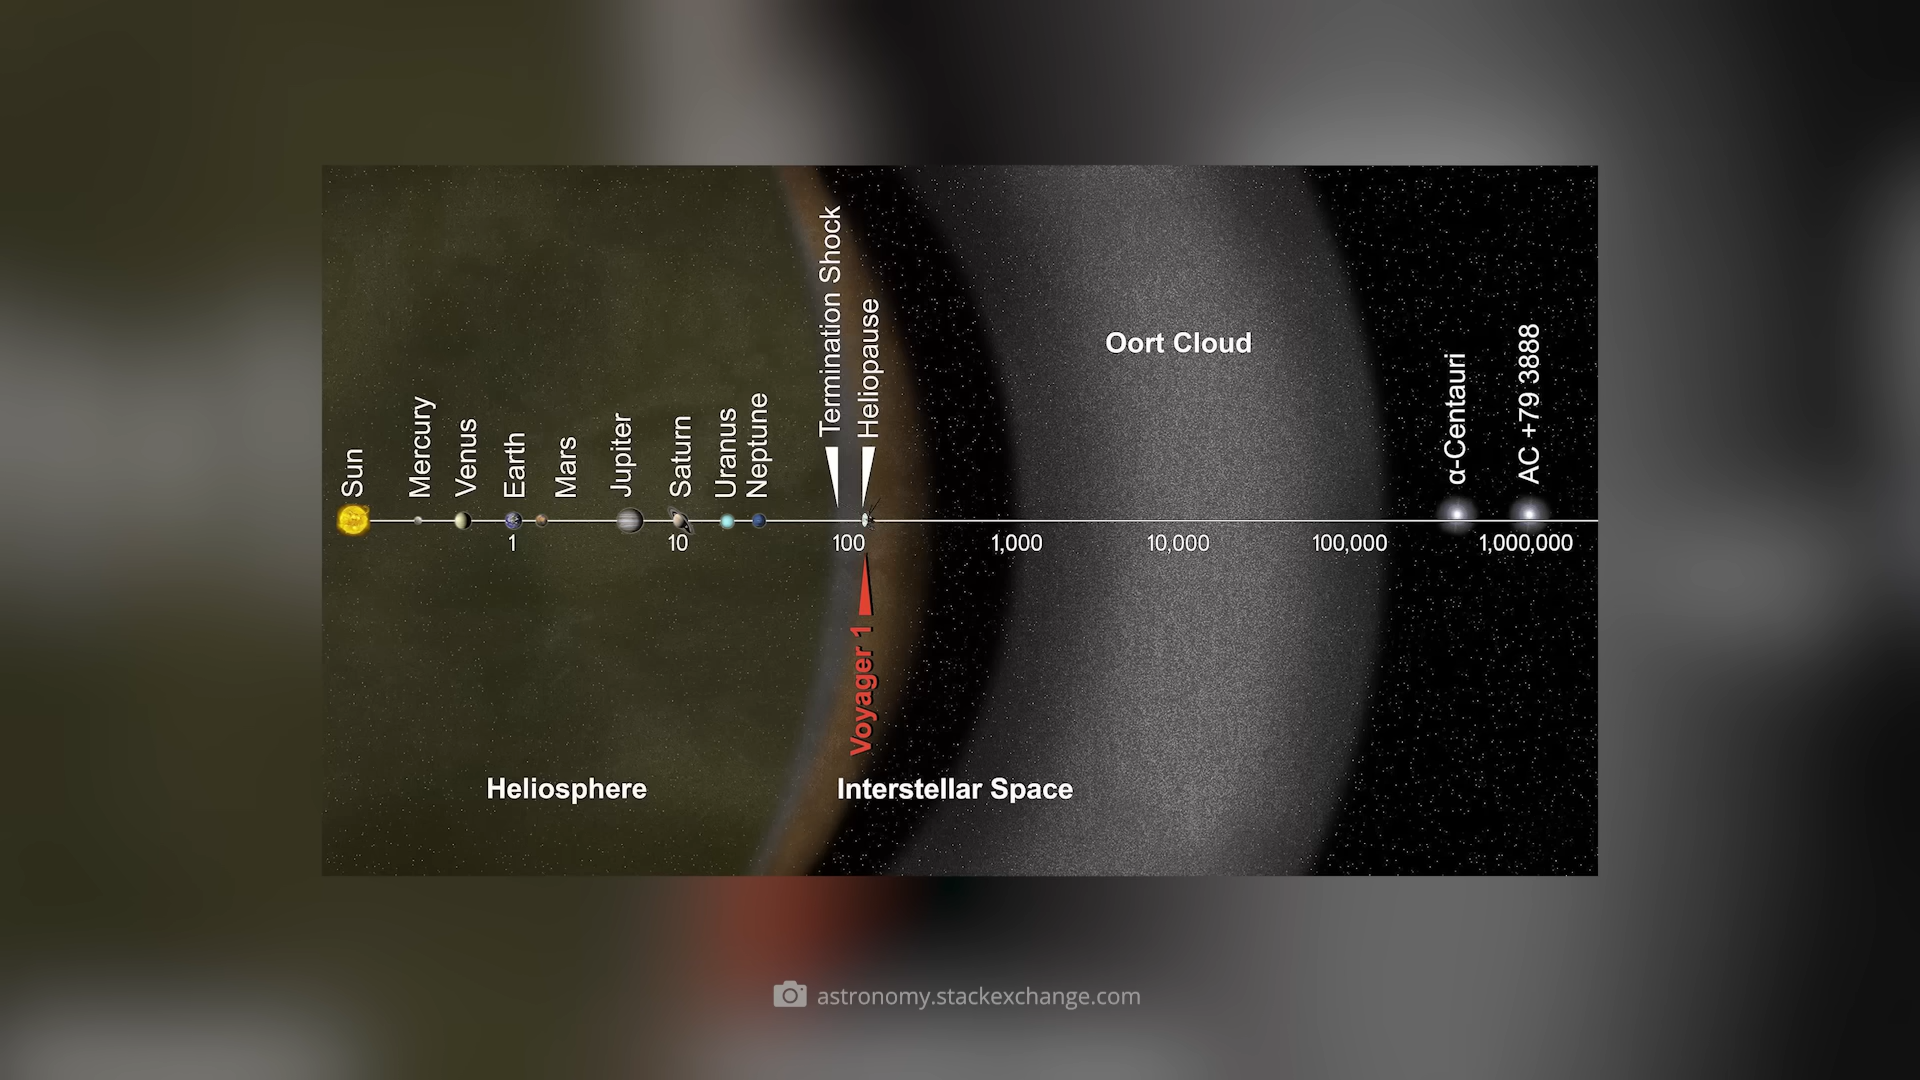 Sun
Mercury
Venus
Earth
Mars
Jupiter
Saturn
Uranus
Neptune
Termination Shock
Heliopause
Oort Cloud
α-Centauri
AC +79 3888
1
10
100
1,000
10,000
100,000
1,000,000
Voyager 1
Heliosphere
Interstellar Space
astronomy.stackexchange.com